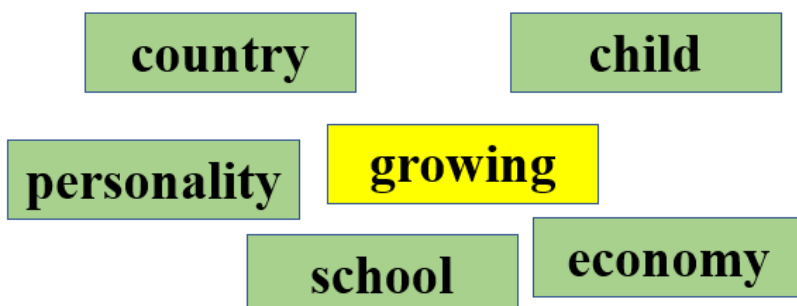 country
child
personality
growing
school
economy